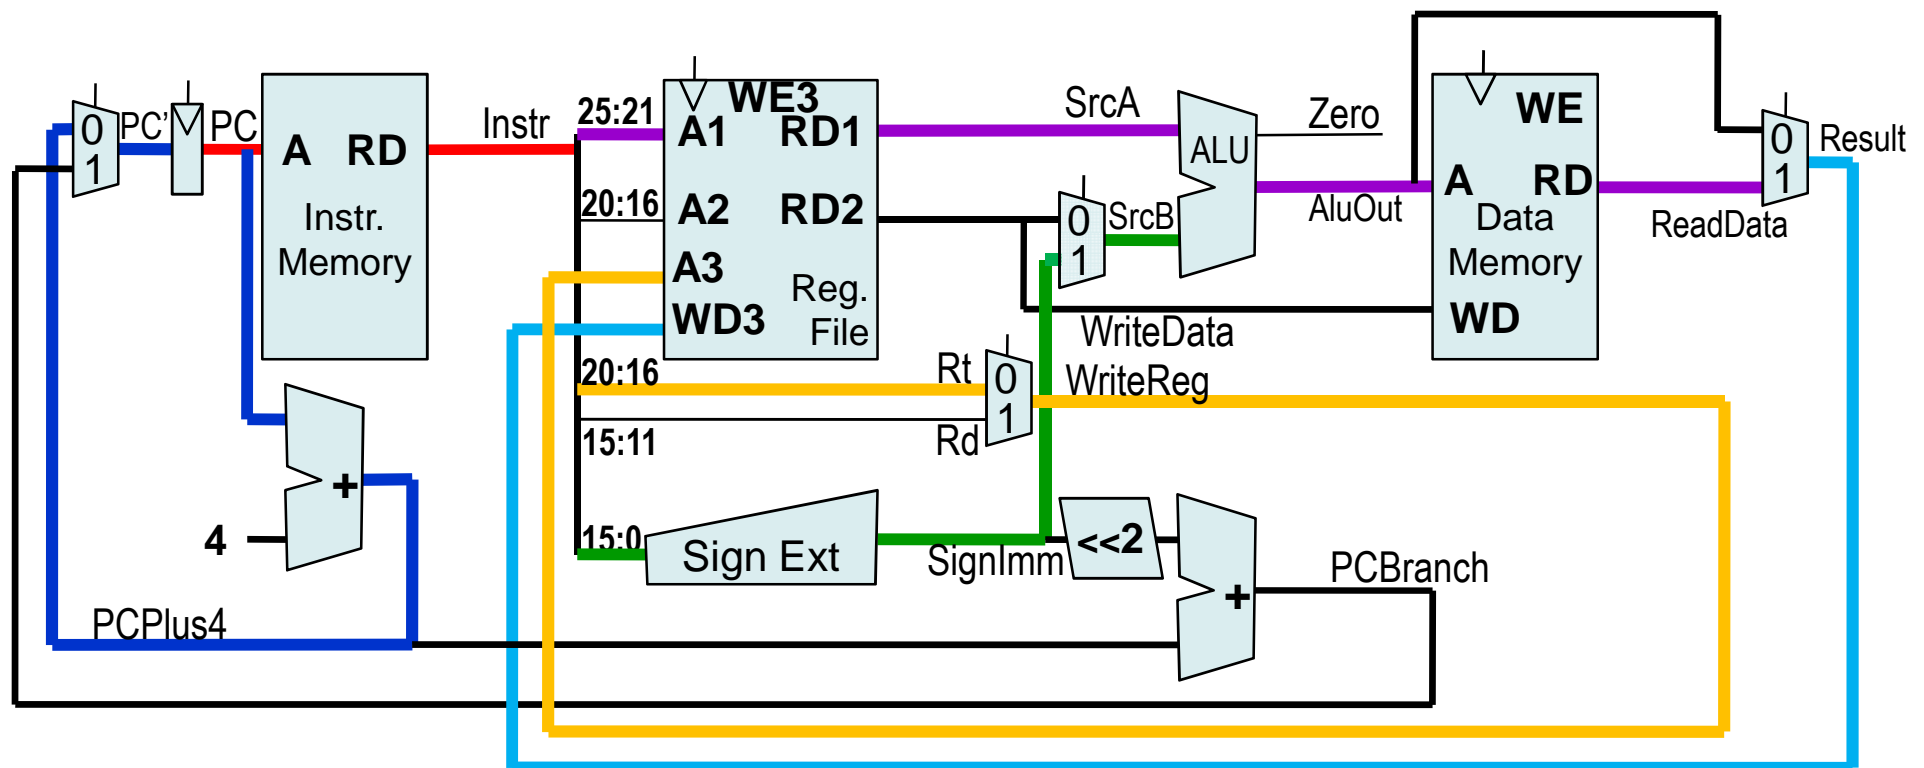 0
1
PC'
PC
A RD
Instr.
Memory
Instr
25:21
20:16
20:16
15:11
15:0
WE3
A1 RD1
A2 RD2
A3
WD3
Reg.
File
SrcA
0
1
SrcB
ALU
Zero
AluOut
WE
A RD
Data
Memory
WD
ReadData
0
1
Result
WriteData
WriteReg
Rt
Rd
0
1
+
4
Sign Ext
SignImm
<<2
+
PCBranch
PCPlus4